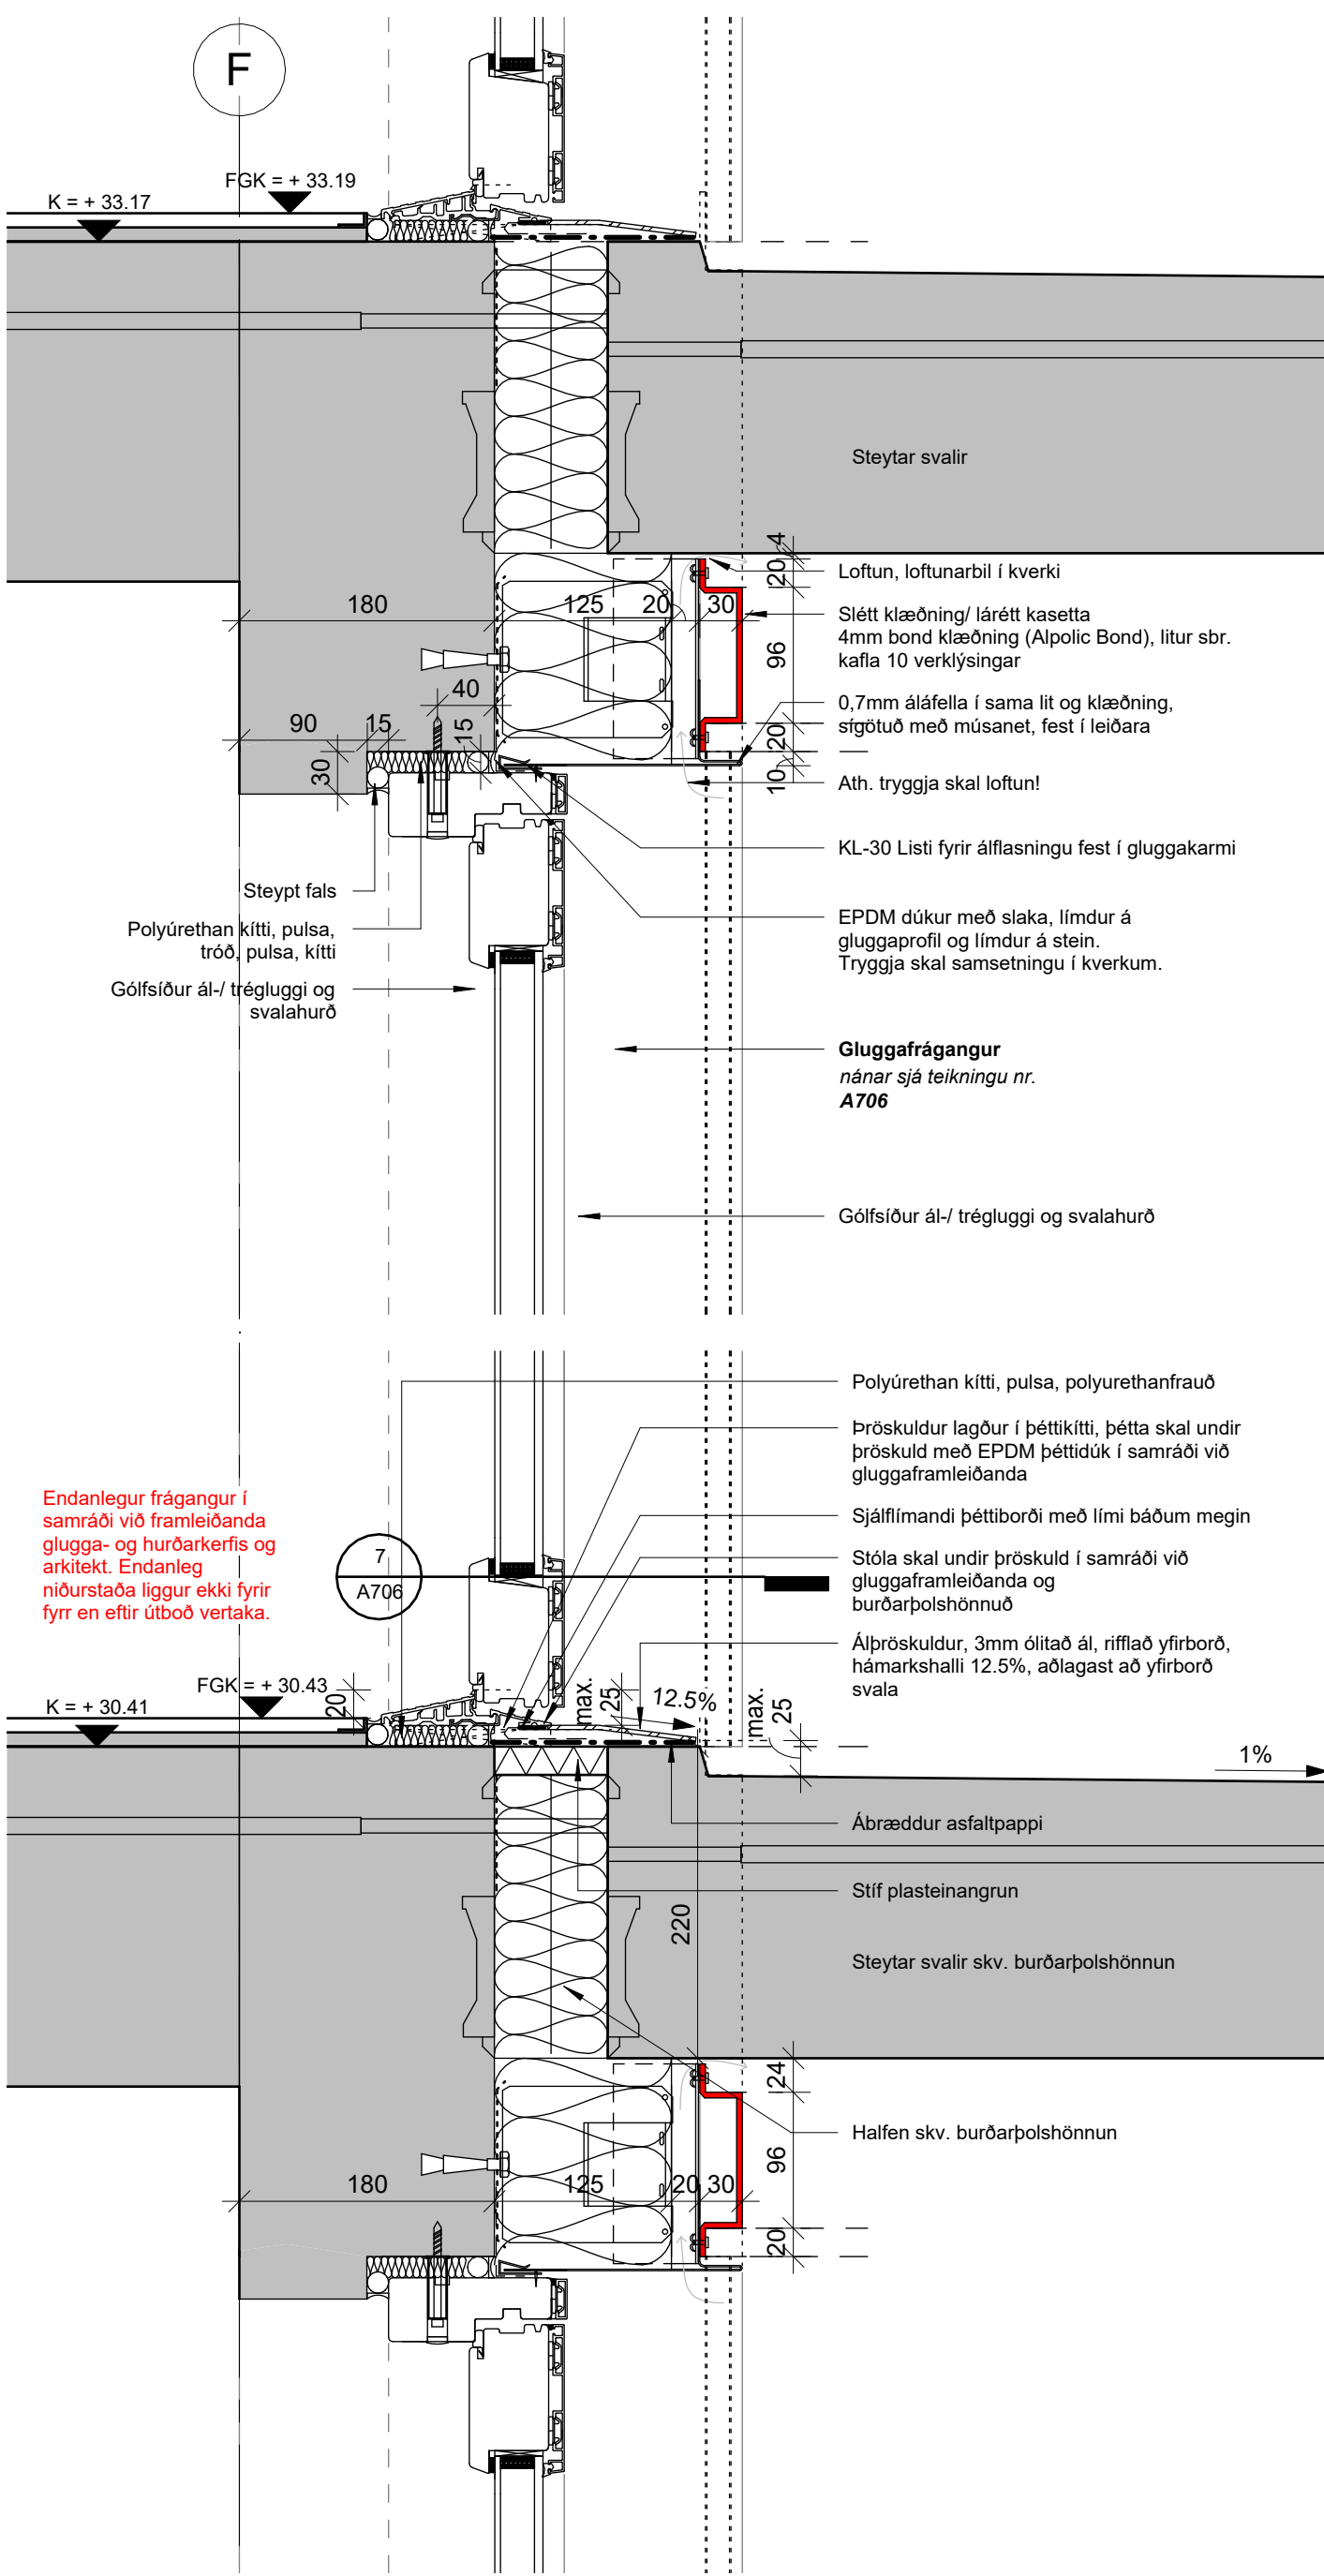 F
FGK = + 33.19
K = + 33.17
Steytar svalir
4
20
Loftun, loftunarbil í kverki
180
125
20
30
Slétt klæðning/ lárétt kasetta
4mm bond klæðning (Alpolic Bond), litur sbr.
kafla 10 verklýsingar
96
40
0,7mm áláfella í sama lit og klæðning,
sígötuð með músanet, fest í leiðara
90
15
15
20
30
10
Ath. tryggja skal loftun!
KL-30 Listi fyrir álflasningu fest í gluggakarmi
Steypt fals
EPDM dúkur með slaka, límdur á
gluggaprofil og límdur á stein.
Tryggja skal samsetningu í kverkum.
Polyúrethan kítti, pulsa,
tróð, pulsa, kítti
Gólfsíður ál-/ trégluggi og
svalahurð
Gluggafrágangur
nánar sjá teikningu nr.
A706
Gólfsíður ál-/ trégluggi og svalahurð
Polyúrethan kítti, pulsa, polyurethanfrauð
Þröskuldur lagður í þéttikítti, þétta skal undir
þröskuld með EPDM þéttidúk í samráði við
gluggaframleiðanda
Endanlegur frágangur í
samráði við framleiðanda
glugga- og hurðarkerfis og
arkitekt. Endanleg
niðurstaða liggur ekki fyrir
fyrr en eftir útboð vertaka.
Sjálflímandi þéttiborði með lími báðum megin
7
A706
Stóla skal undir þröskuld í samráði við
gluggaframleiðanda og
burðarþolshönnuð
Álþröskuldur, 3mm ólitað ál, rifflað yfirborð,
hámarkshalli 12.5%, aðlagast að yfirborð
svala
FGK = + 30.43
K = + 30.41
20
max.
25
12.5%
max.
25
1%
Ábræddur asfaltpappi
Stíf plasteinangrun
220
Steytar svalir skv. burðarþolshönnun
24
Halfen skv. burðarþolshönnun
96
180
125
20
30
20